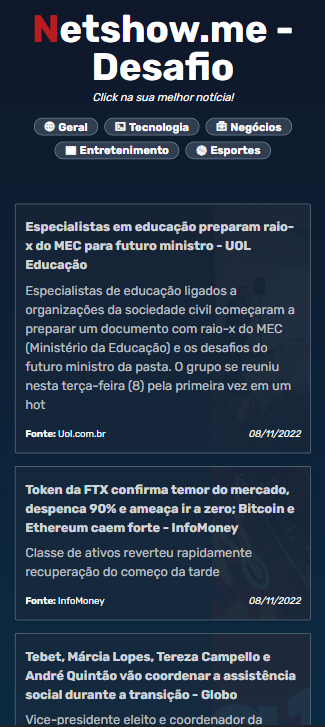 Netshow.me -
Desafio
Click na sua melhor notícia!
Geral
Tecnologia
Negócios
Entretenimento
Esportes
Especialistas em educação preparam raio-
x do MEC para futuro ministro - UOL
Educação
Especialistas de educação ligados a
organizações da sociedade civil começaram a
preparar um documento com raio-x do MEC
(Ministério da Educação) e os desafios do
futuro ministro da pasta. O grupo se reuniu
nesta terça-feira (8) pela primeira vez em um
hot
Fonte: Uol.com.br 08/11/2022
Token da FTX confirma temor do mercado,
despenca 90% e ameaça ir a zero; Bitcoin e
Ethereum caem forte - InfoMoney
Classe de ativos reverteu rapidamente
recuperação do começo da tarde
Fonte: InfoMoney 08/11/2022
Tebet, Márcia Lopes, Tereza Campello e
André Quintão vão coordenar a assistência
social durante a transição - Globo
Vice-presidente eleito e coordenador da